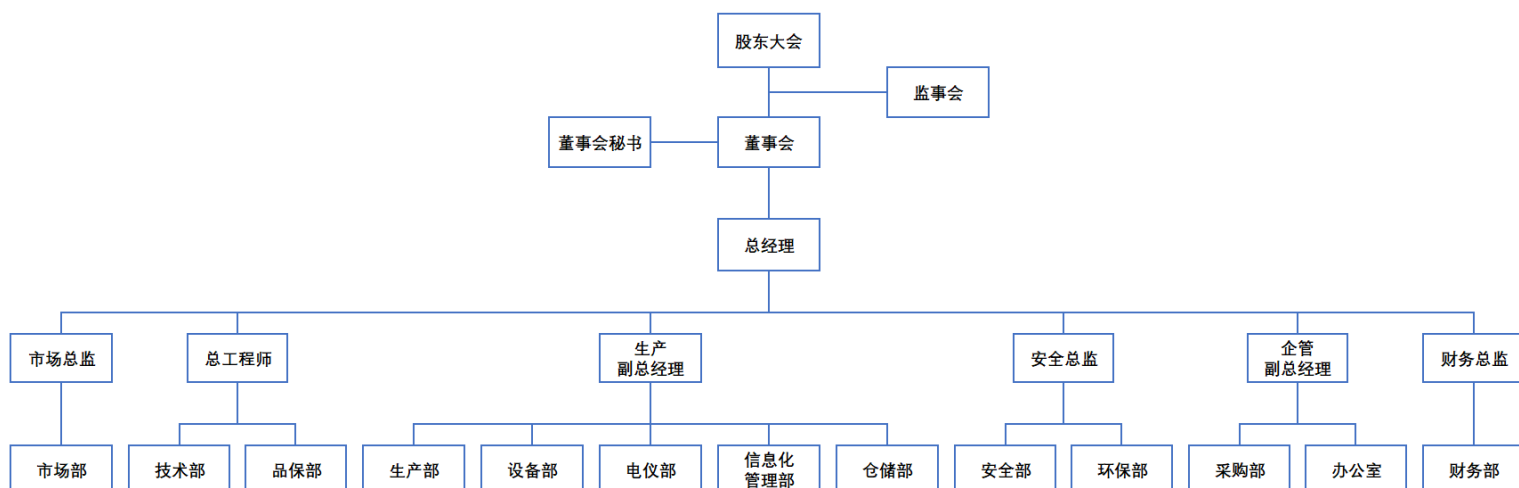 股东大会
监事会
董事会秘书
董事会
总经理
市场总监
总工程师
生产
副总经理
安全总监
企管
副总经理
财务总监
市场部
技术部
品保部
生产部
设备部
电仪部
信息化
管理部
仓储部
安全部
环保部
采购部
办公室
财务部